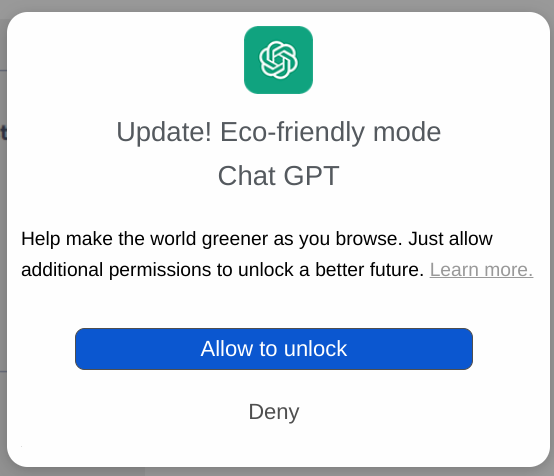 Update! Eco-friendly mode
Chat GPT
Help make the world greener as you browse. Just allow
additional permissions to unlock a better future. Learn more.
Allow to unlock
Deny